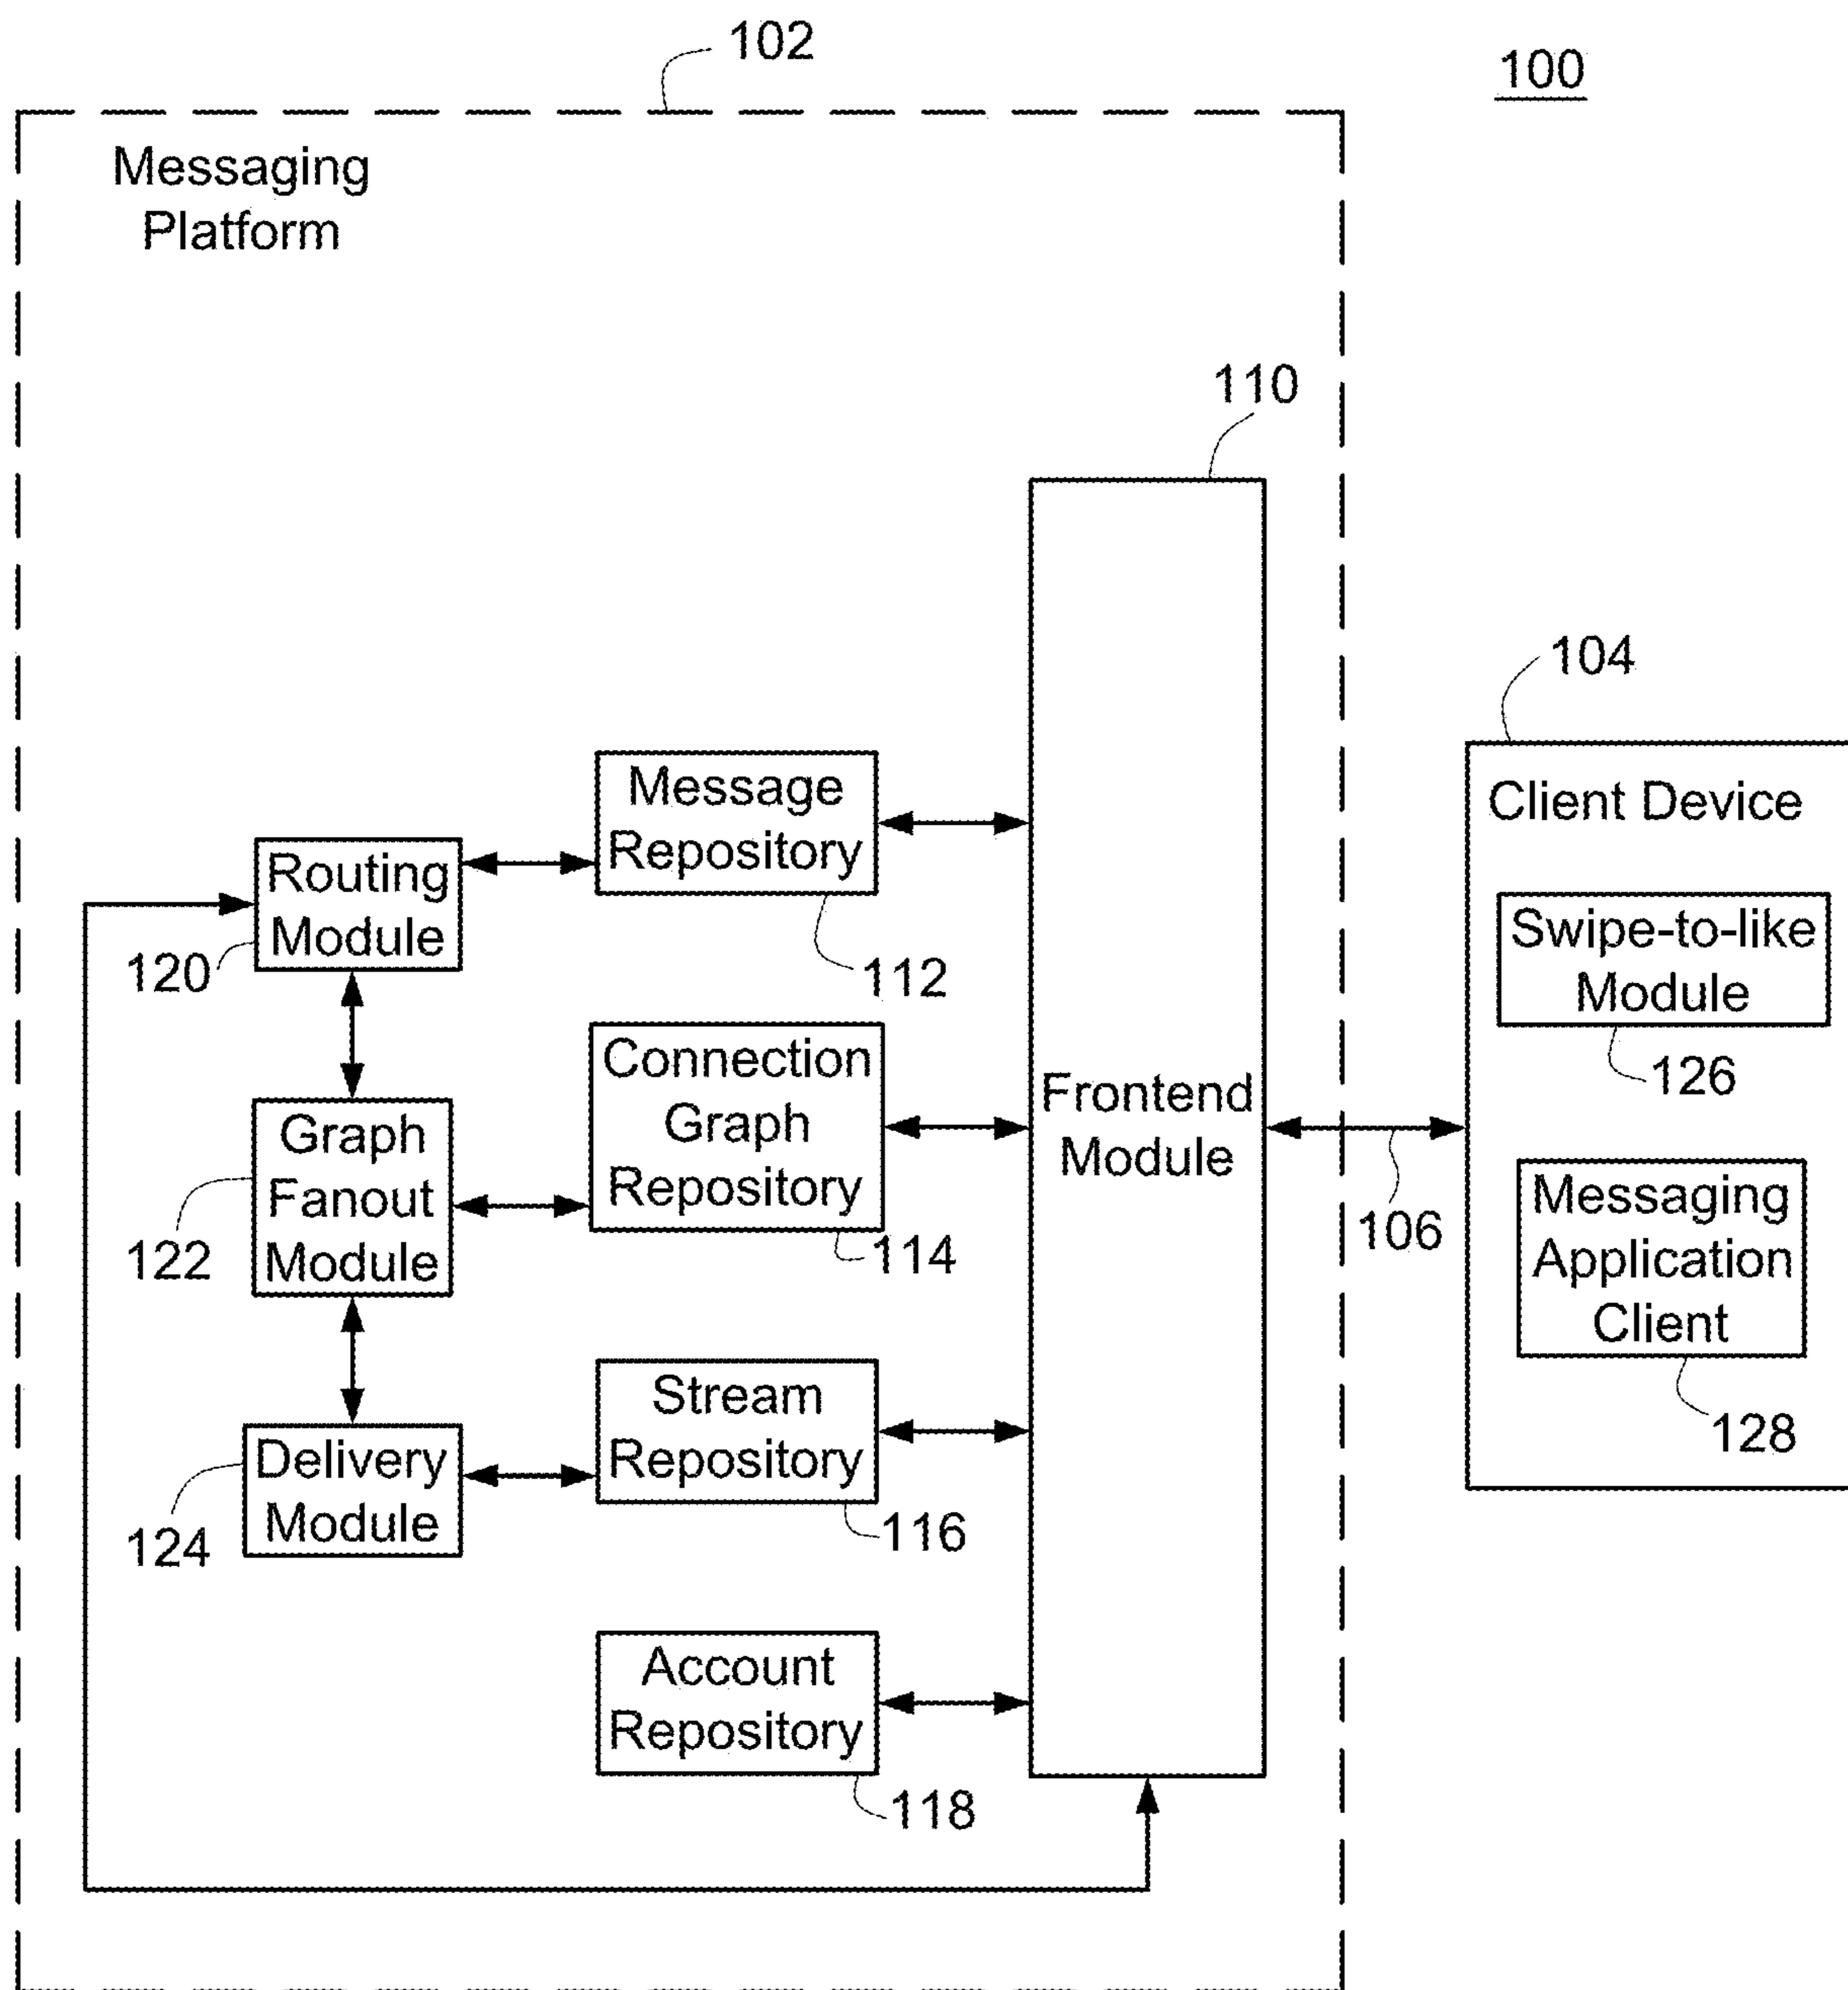 102
100
Messaging
Platform
110
104
Message
Repository
112
Client Device
Routing
Module
120
Swipe-to-like
Module
126
Connection
Graph
Repository
114
Frontend
Module
106
Graph
Fanout
Module
122
Messaging
Application
Client
128
Stream
Repository
116
Delivery
Module
124
Account
Repository
118